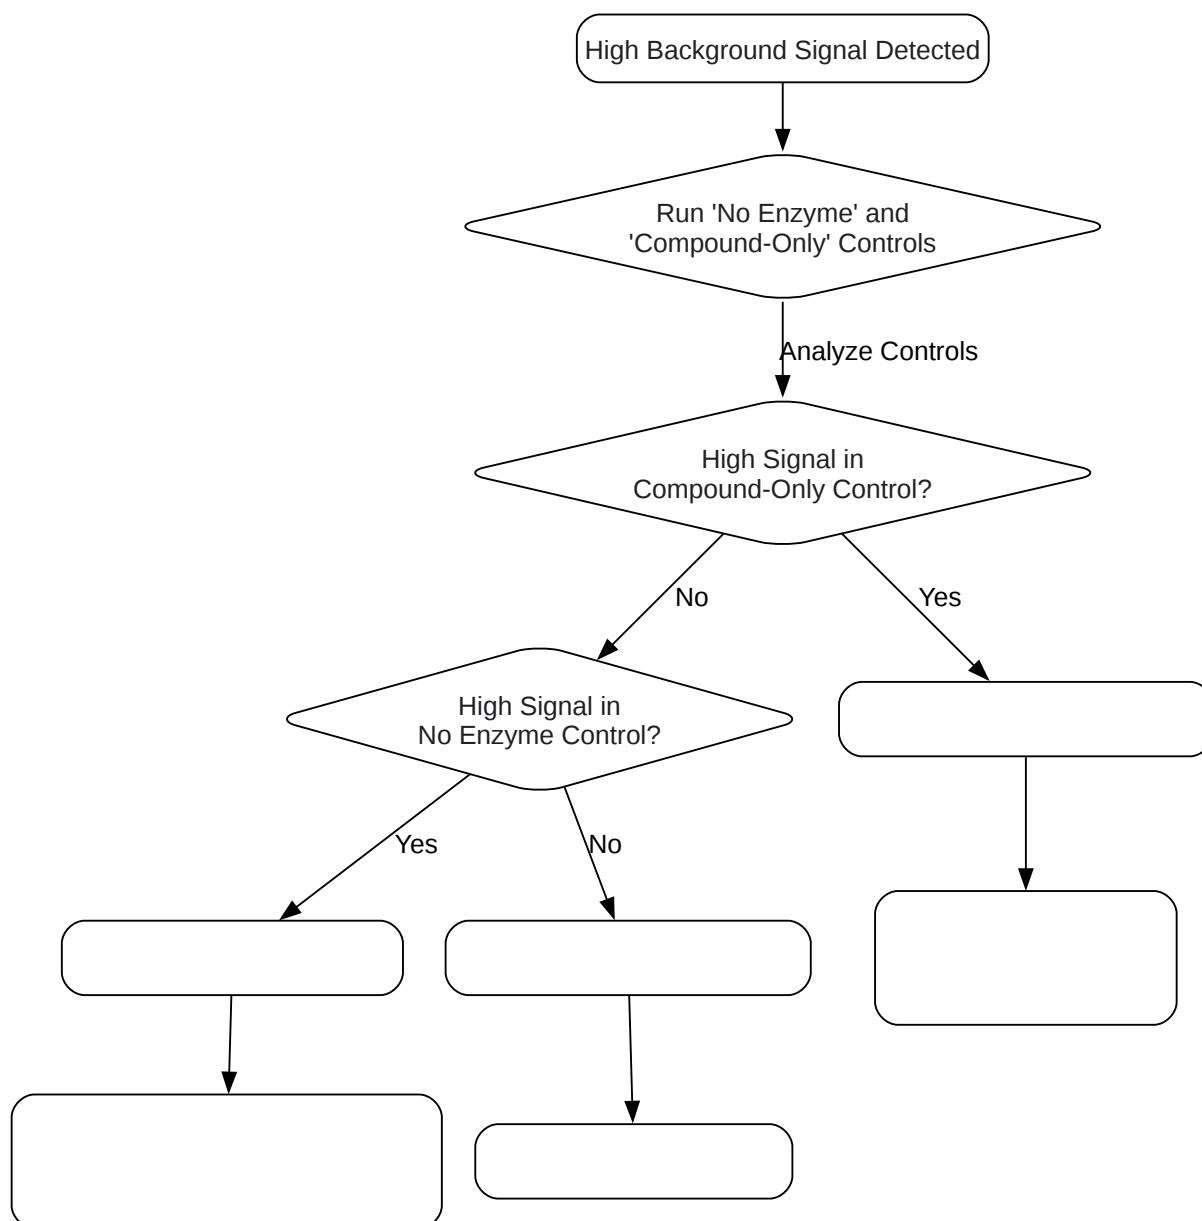 High Background Signal Detected
Run 'No Enzyme' and
'Compound-Only' Controls
Analyze Controls
High Signal in
Compound-Only Control?
No
Yes
High Signal in
No Enzyme Control?
Yes
No